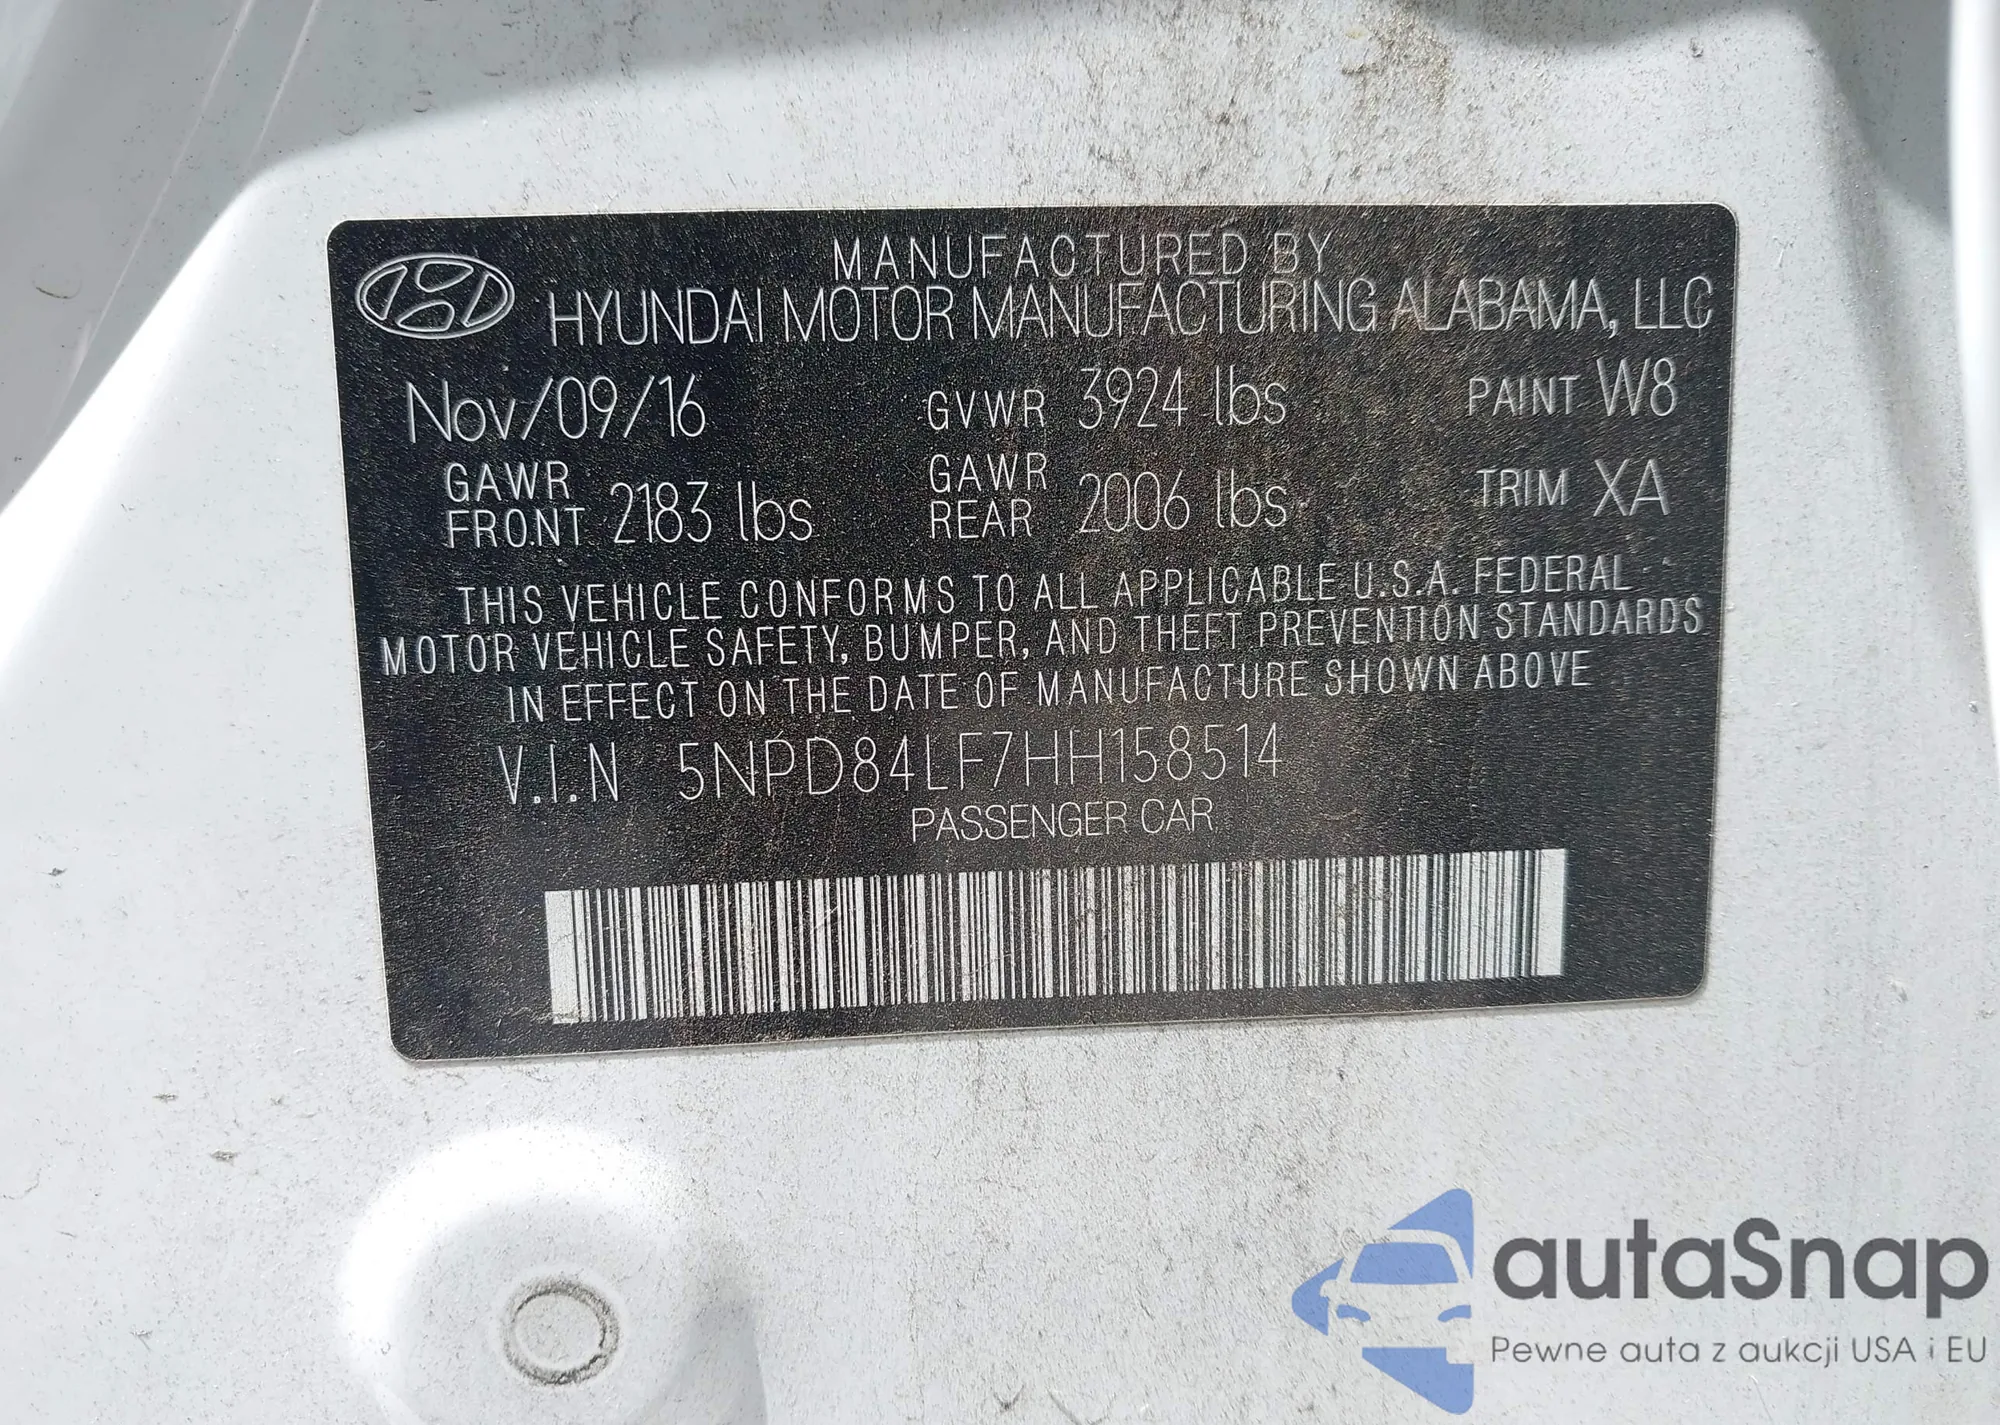 MANUFACTURED BY
HYUNDAI MOTOR MANUFACTURING ALABAMA, LLC
Nov/09/16 GVWR 3924 lbs PAINT W8
GAWR FRONT 2183 lbs GAWR REAR 2006 lbs TRIM XA
THIS VEHICLE CONFORMS TO ALL APPLICABLE U.S.A. FEDERAL
MOTOR VEHICLE SAFETY, BUMPER, AND THEFT PREVENTION STANDARDS
IN EFFECT ON THE DATE OF MANUFACTURE SHOWN ABOVE
V.I.N 5NPD84LF7HH158514
PASSENGER CAR
autoSnap
Pewne auta z aukcji USA i EU